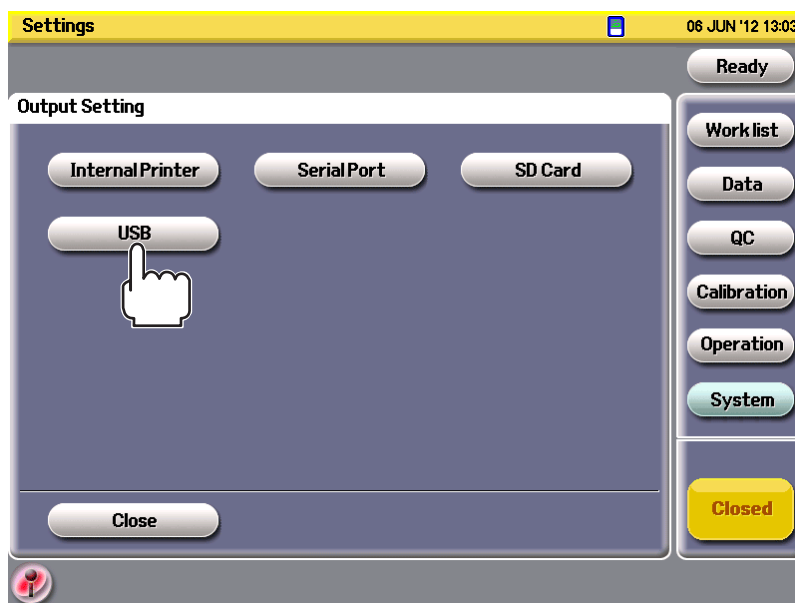 Settings
06 JUN '12 13:03
Ready
Output Setting
Work list
Internal Printer
Serial Port
SD Card
Data
USB
QC
Calibration
Operation
System
Closed
Close